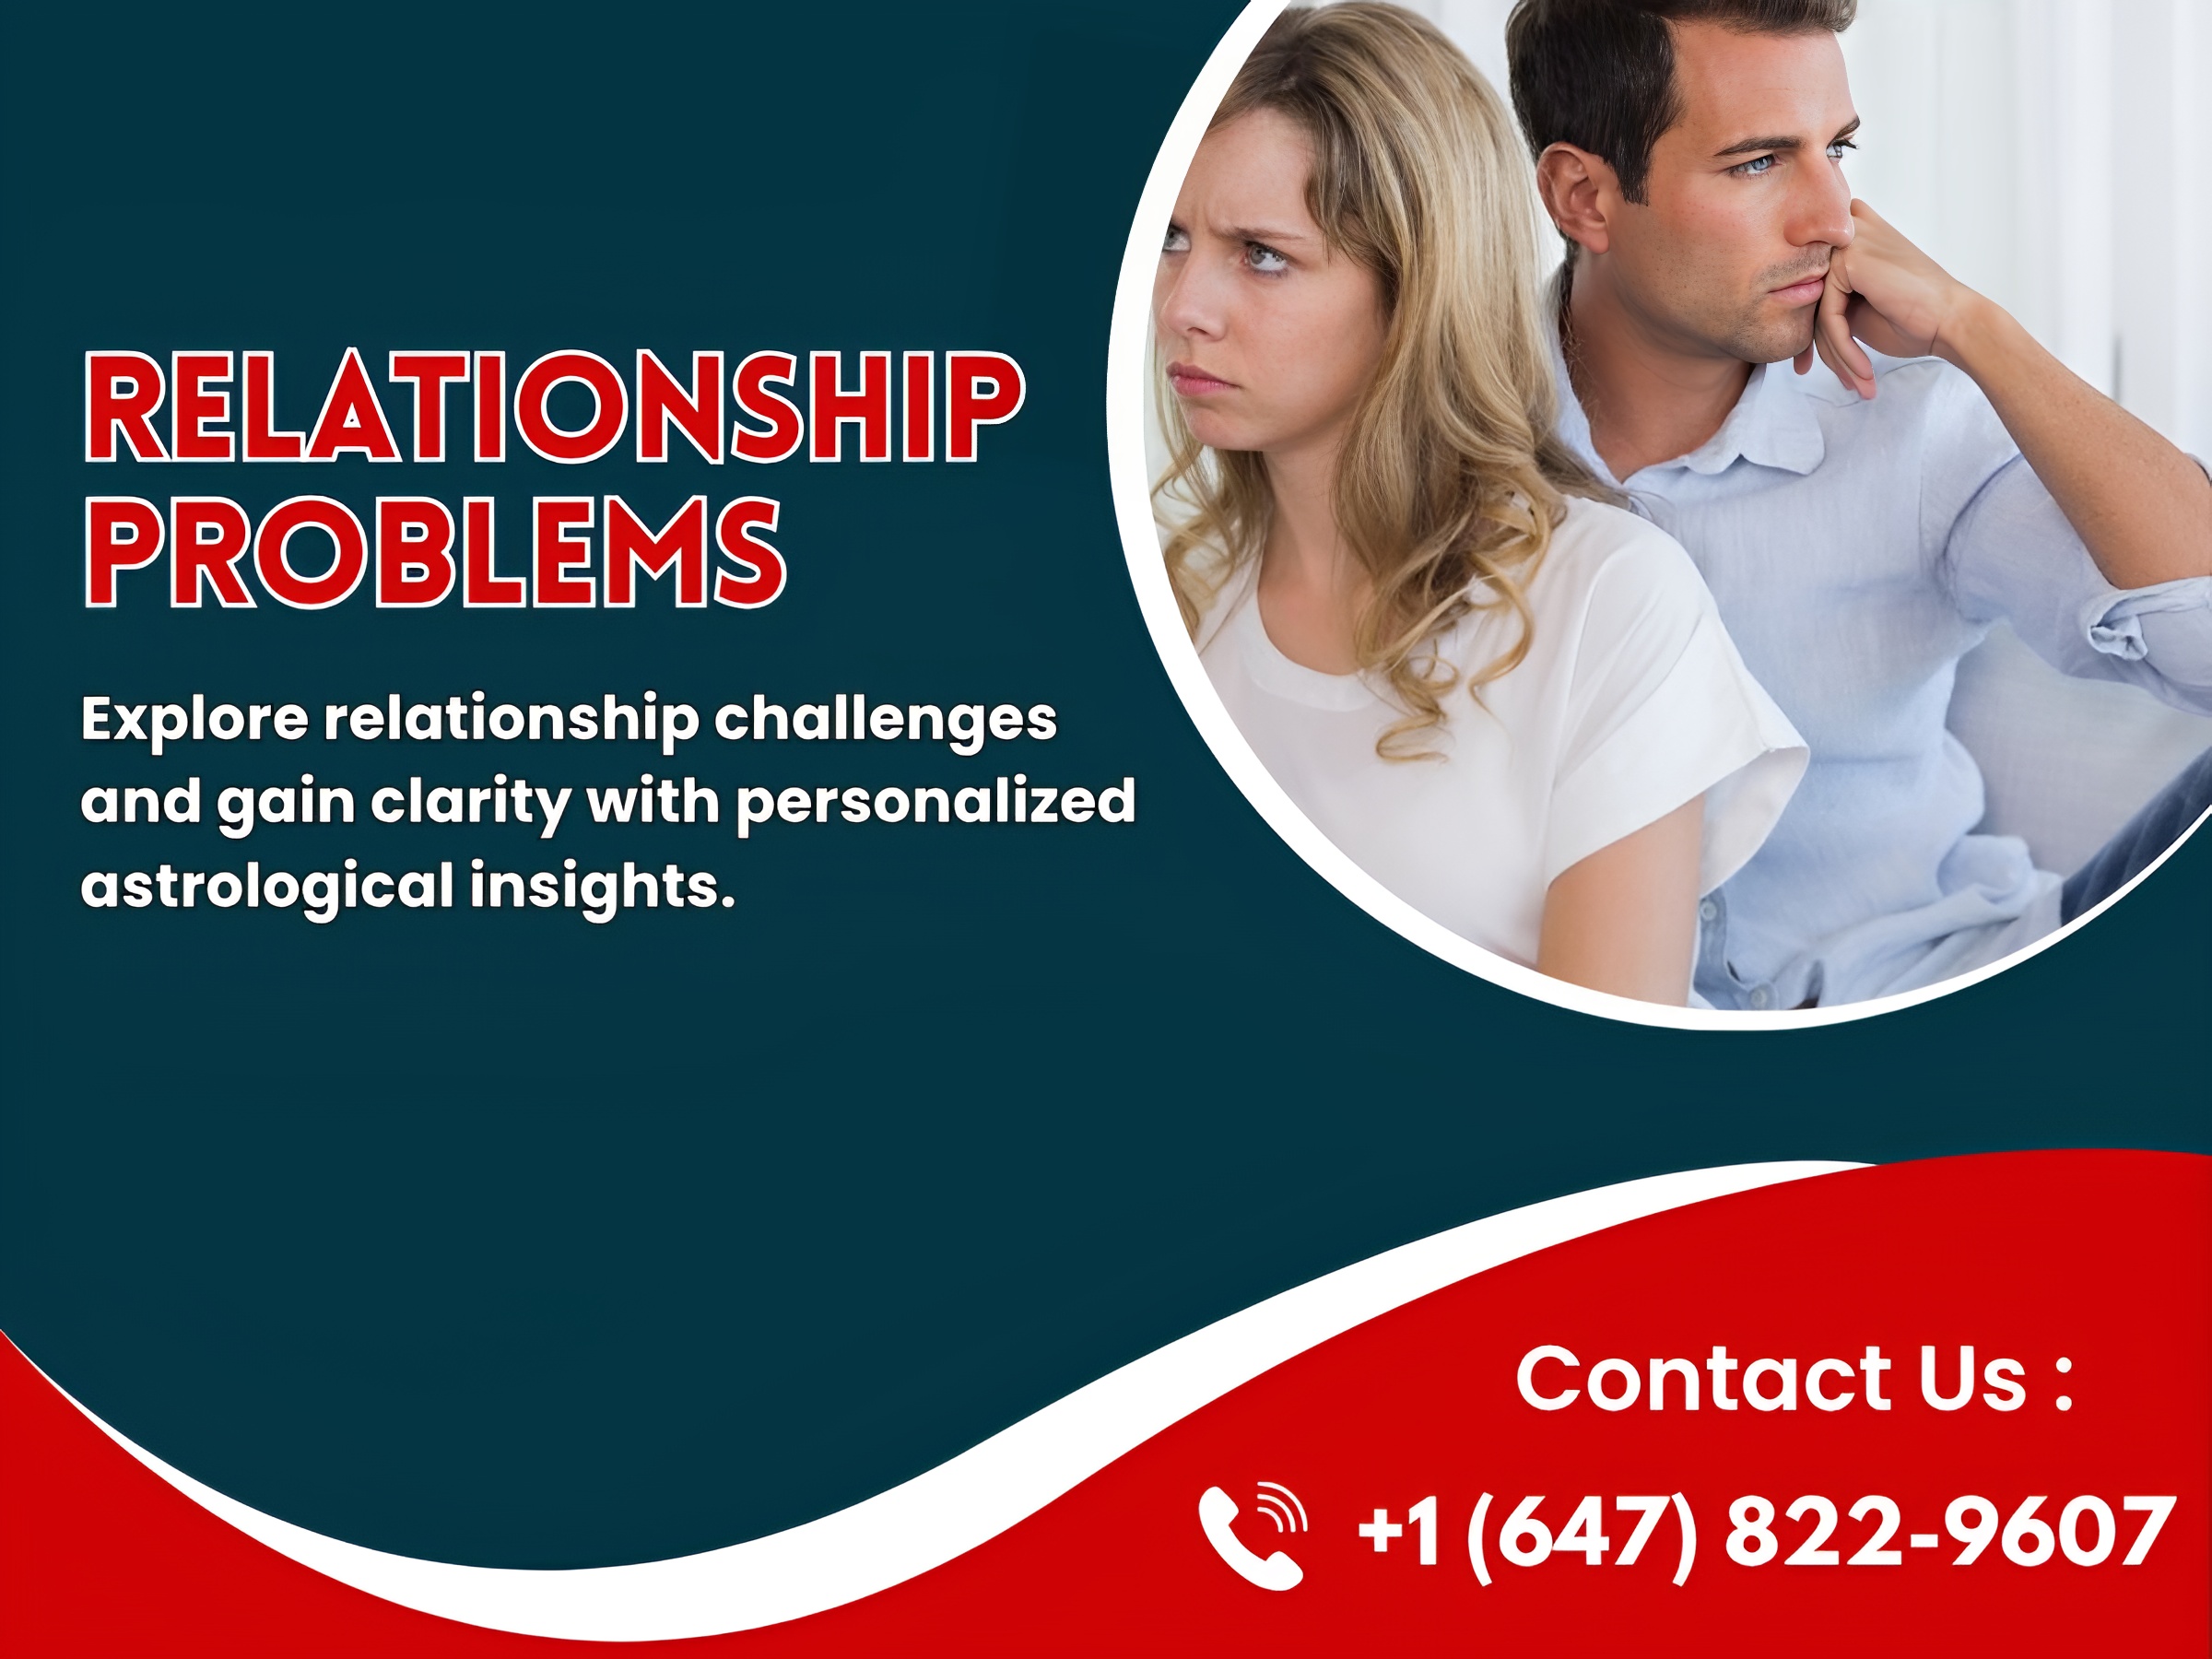 RELATIONSHIP
PROBLEMS
Explore relationship challenges
and gain clarity with personalized
astrological insights.
Contact Us :
+1 (647) 822-9607